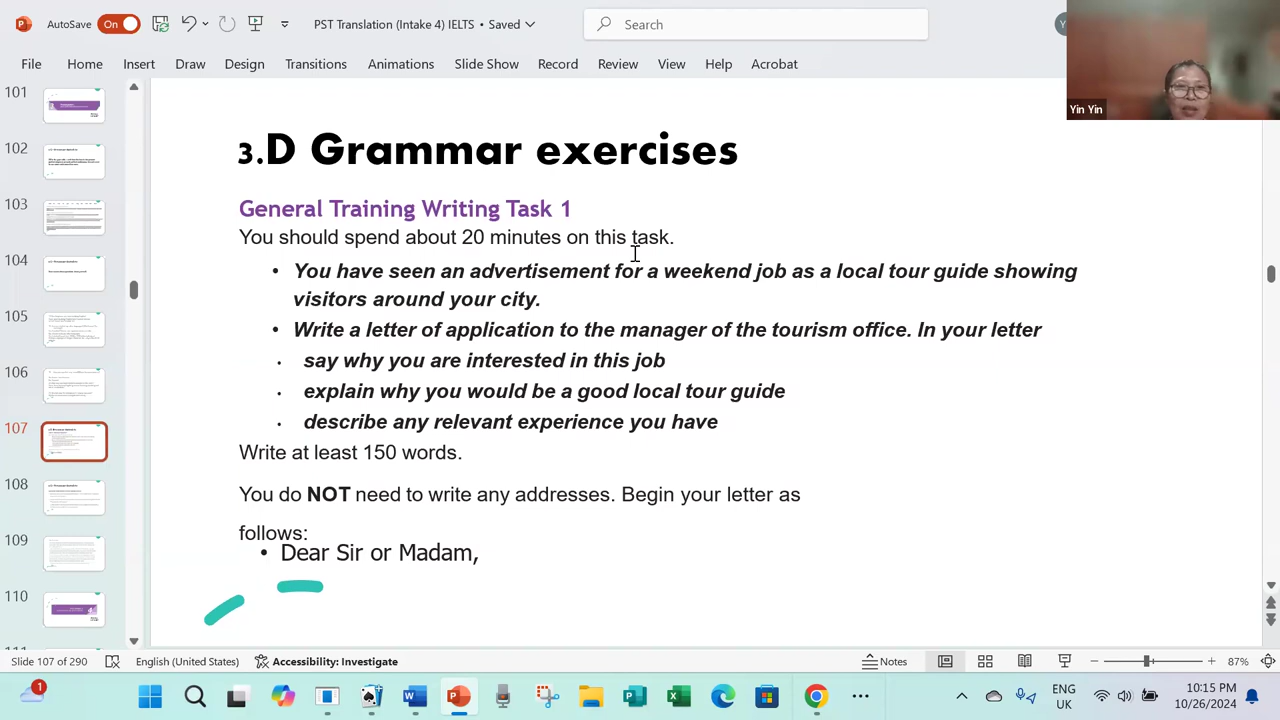 AutoSave On PST Translation (Intake 4) IELTS • Saved Search Y
File Home Insert Draw Design Transitions Animations Slide Show Record Review View Help Acrobat
Yin Yin
101
102
103
104
105
106
107
108
109
110
3.D Grammar exercises
General Training Writing Task 1
You should spend about 20 minutes on this task.
• You have seen an advertisement for a weekend job as a local tour guide showing
visitors around your city.
• Write a letter of application to the manager of the tourism office. In your letter
• say why you are interested in this job
• explain why you would be a good local tour guide
• describe any relevant experience you have
Write at least 150 words.
You do NOT need to write any addresses. Begin your letter as
follows:
• Dear Sir or Madam,
Slide 107 of 290 English (United States) Accessibility: Investigate Notes 87%
1 ENG 10:15 PM
UK 10/26/2024